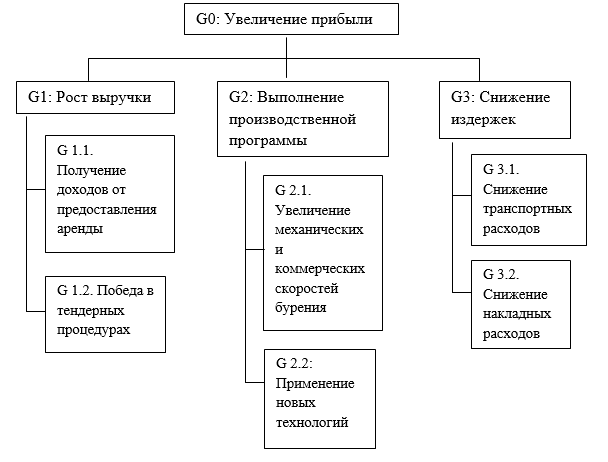 G0: Увеличение прибыли
G1: Рост выручки
G 1.1.
Получение
доходов от
предоставления
аренды
G 1.2. Победа в
тендерных
процедурах
G2: Выполнение
производственной
программы
G 2.1.
Увеличение
механических
и
коммерческих
скоростей
бурения
G 2.2:
Применение
новых
технологий
G3: Снижение
издержек
G 3.1.
Снижение
транспортных
расходов
G 3.2.
Снижение
накладных
расходов